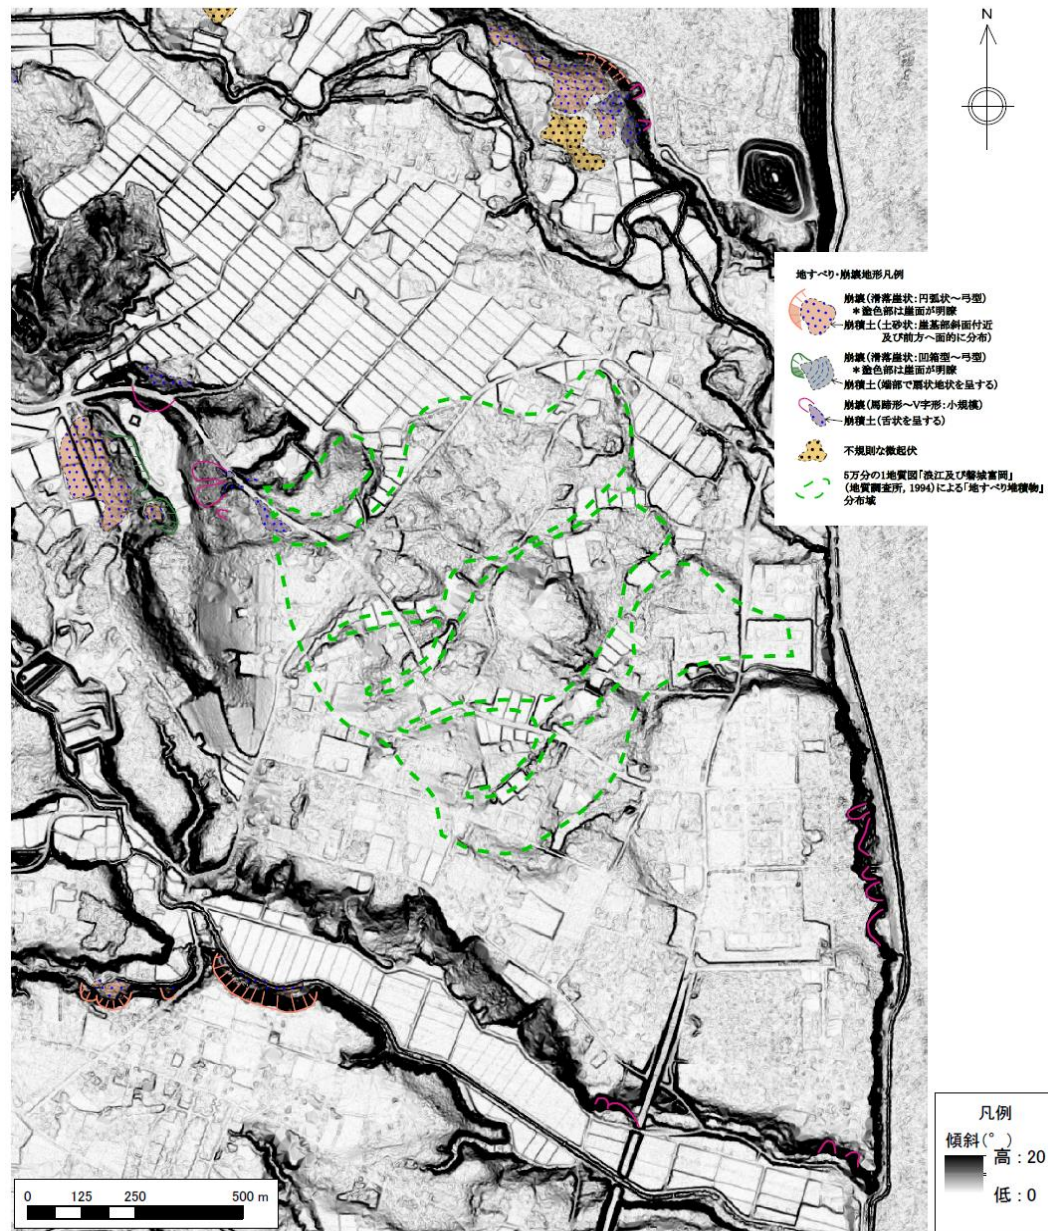 N
地すべり・崩壊地形凡例
崩壊(滑落崖状:円弧状～弓型)
＊塗色部は崖面が明瞭
崩積土(土砂状:崖基部斜面付近
及び前方へ面的に分布)
崩壊(滑落崖状:凹箱型～弓型)
＊塗色部は崖面が明瞭
崩積土(端部で扇状地状を呈する)
崩壊(馬蹄形～V字形:小規模)
崩積土(舌状を呈する)
不規則な微起伏
5万分の1地質図「浪江及び磐城富岡」
(地質調査所, 1994)による「地すべり堆積物」
分布域
凡例
傾斜(°)
高 : 20
低 : 0
0 125 250 500 m